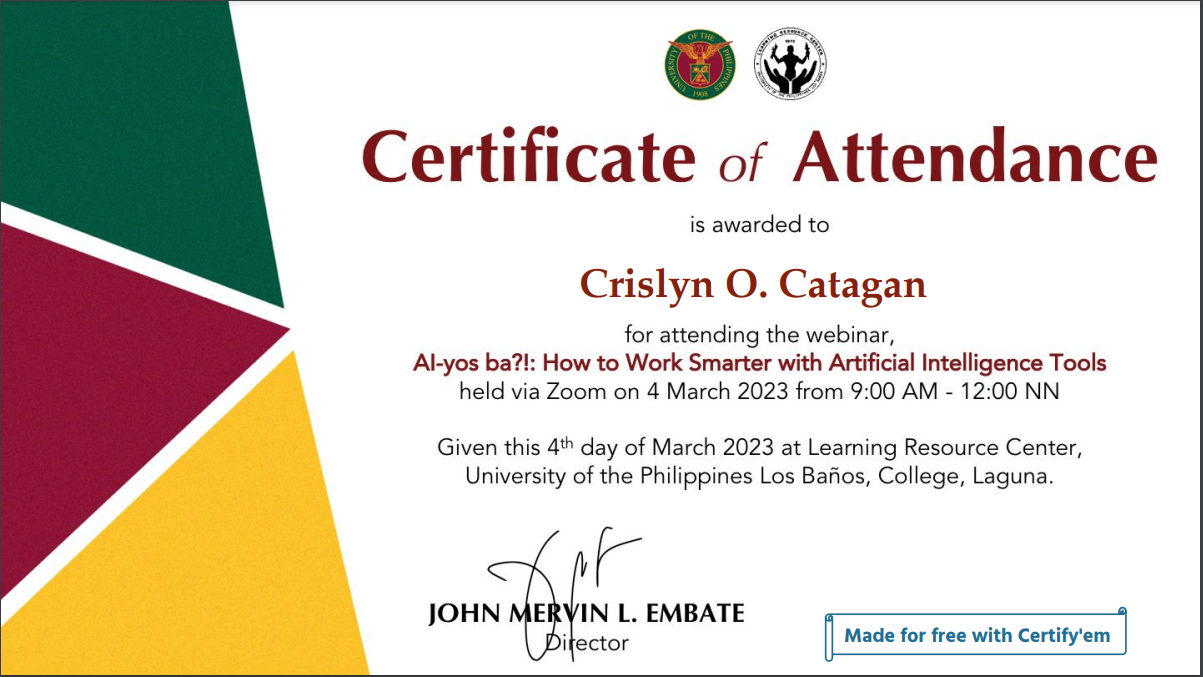 UNIVERSITY OF THE PHILIPPINES
1908
LEARNING RESOURCE CENTER
Certificate of Attendance
is awarded to
Crislyn O. Catagan
for attending the webinar,
AI-yos ba?!: How to Work Smarter with Artificial Intelligence Tools
held via Zoom on 4 March 2023 from 9:00 AM - 12:00 NN
Given this 4th day of March 2023 at Learning Resource Center,
University of the Philippines Los Baños, College, Laguna.
JOHN MERVIN L. EMBATE
Director
Made for free with Certify'em